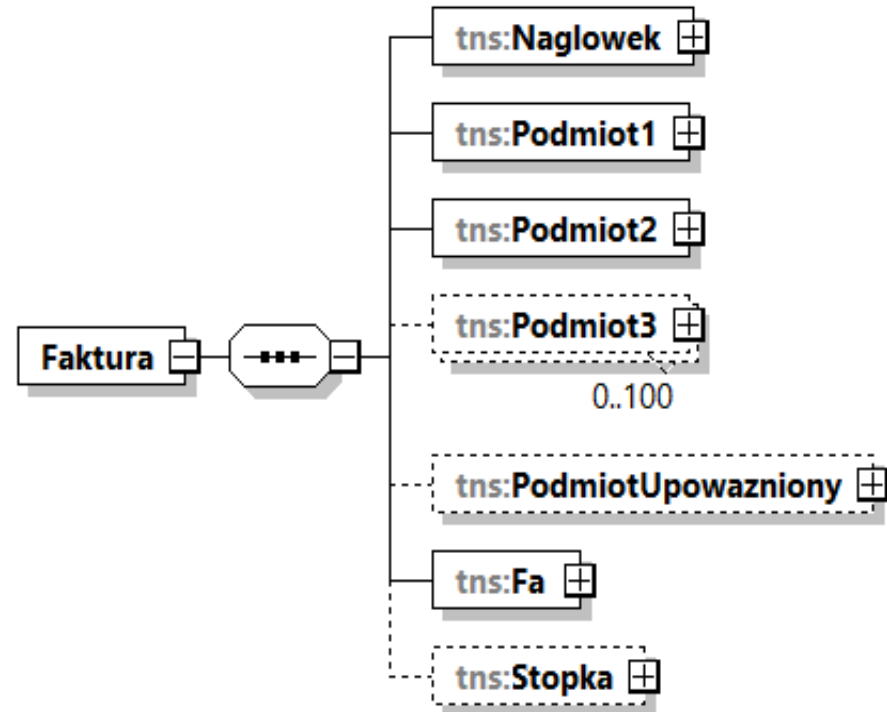 tns:Naglowek
tns:Podmiot1
tns:Podmiot2
tns:Podmiot3
0..100
Faktura
tns:PodmiotUpowazniony
tns:Fa
tns:Stopka